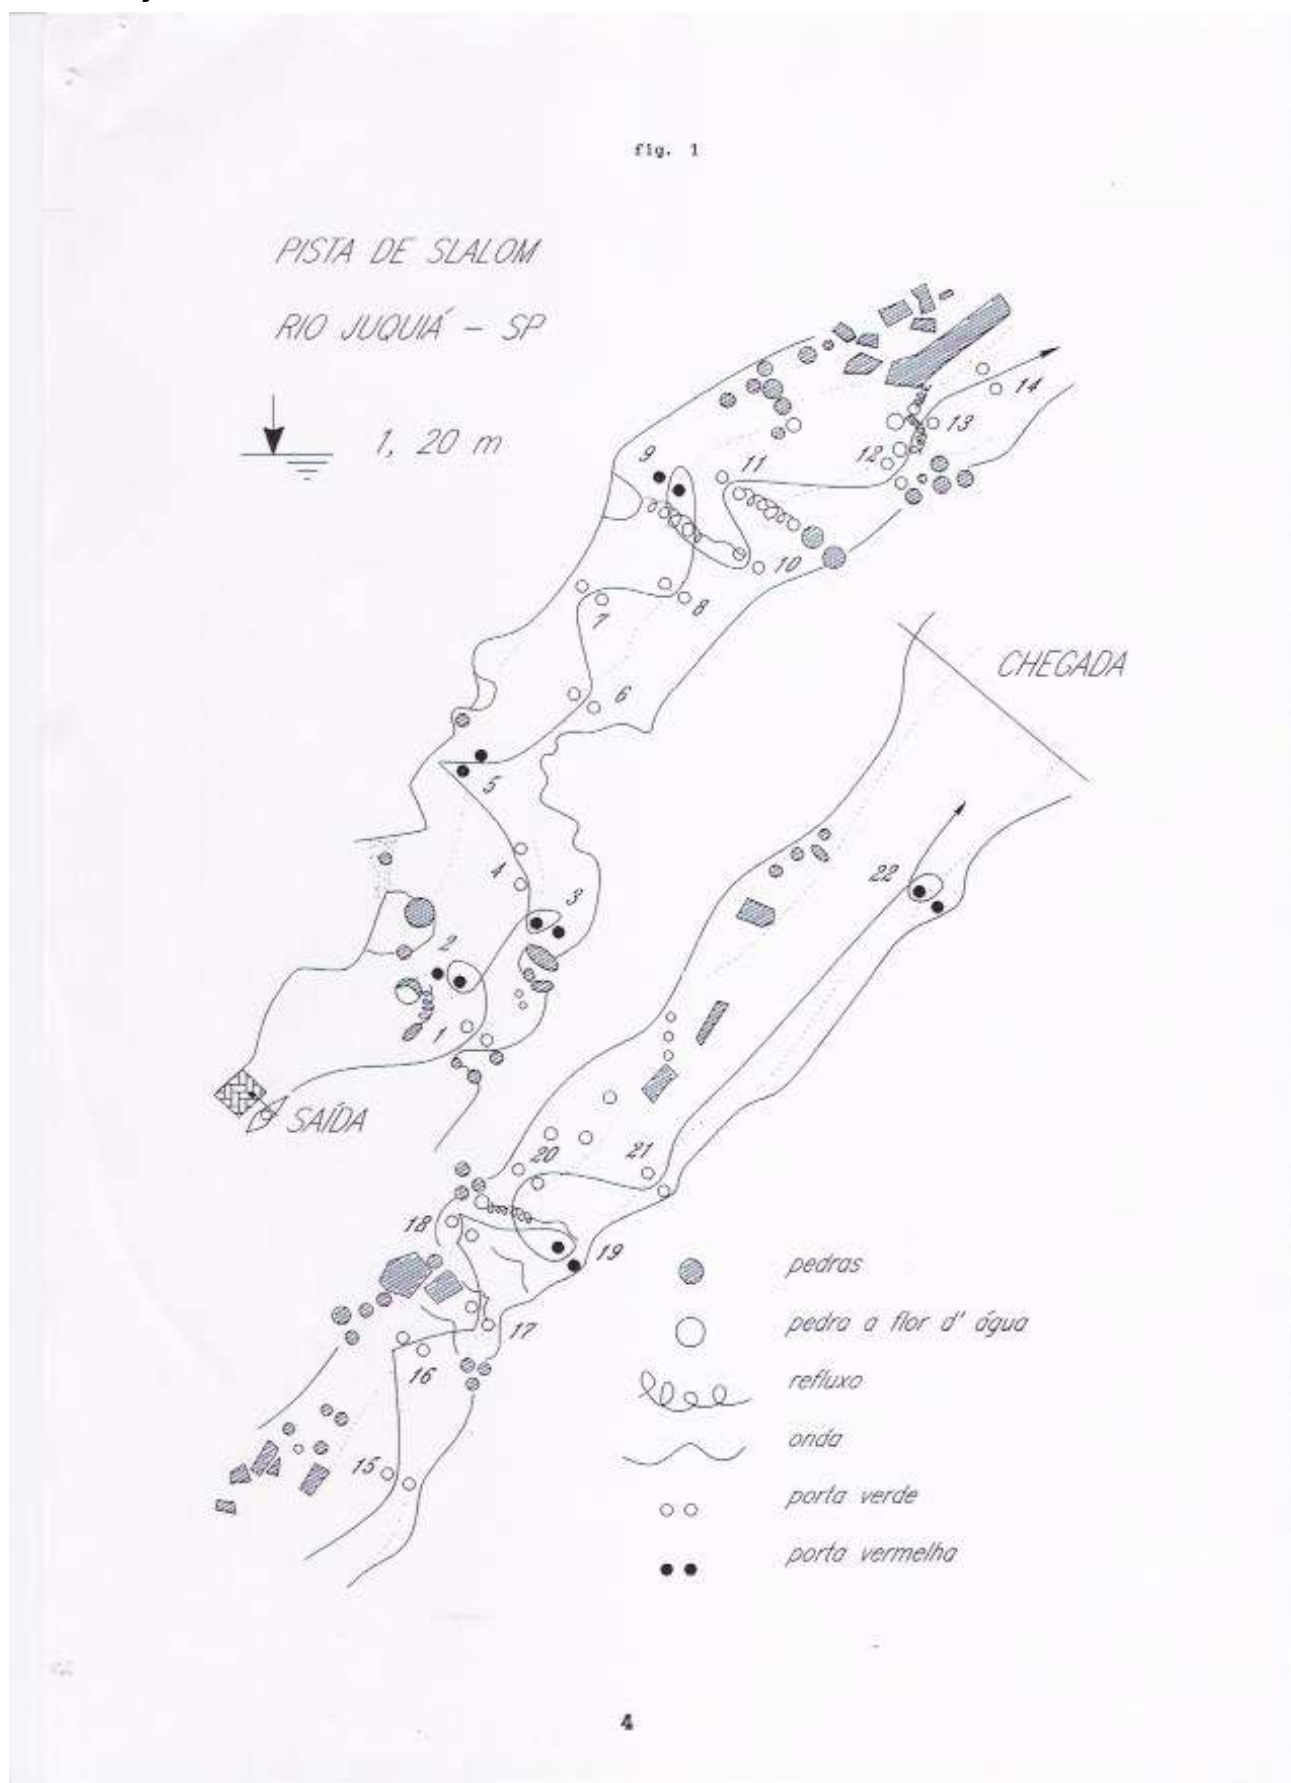 fig. 1
PISTA DE SLALOM
RIO JUQUIÁ - SP
1, 20 m
14
13
12
11
9
10
8
7
6
5
CHEGADA
4
3
22
2
1
SAÍDA
20
21
18
19
17
16
15
pedras
pedra a flor d' água
refluxo
onda
porta verde
porta vermelha
4